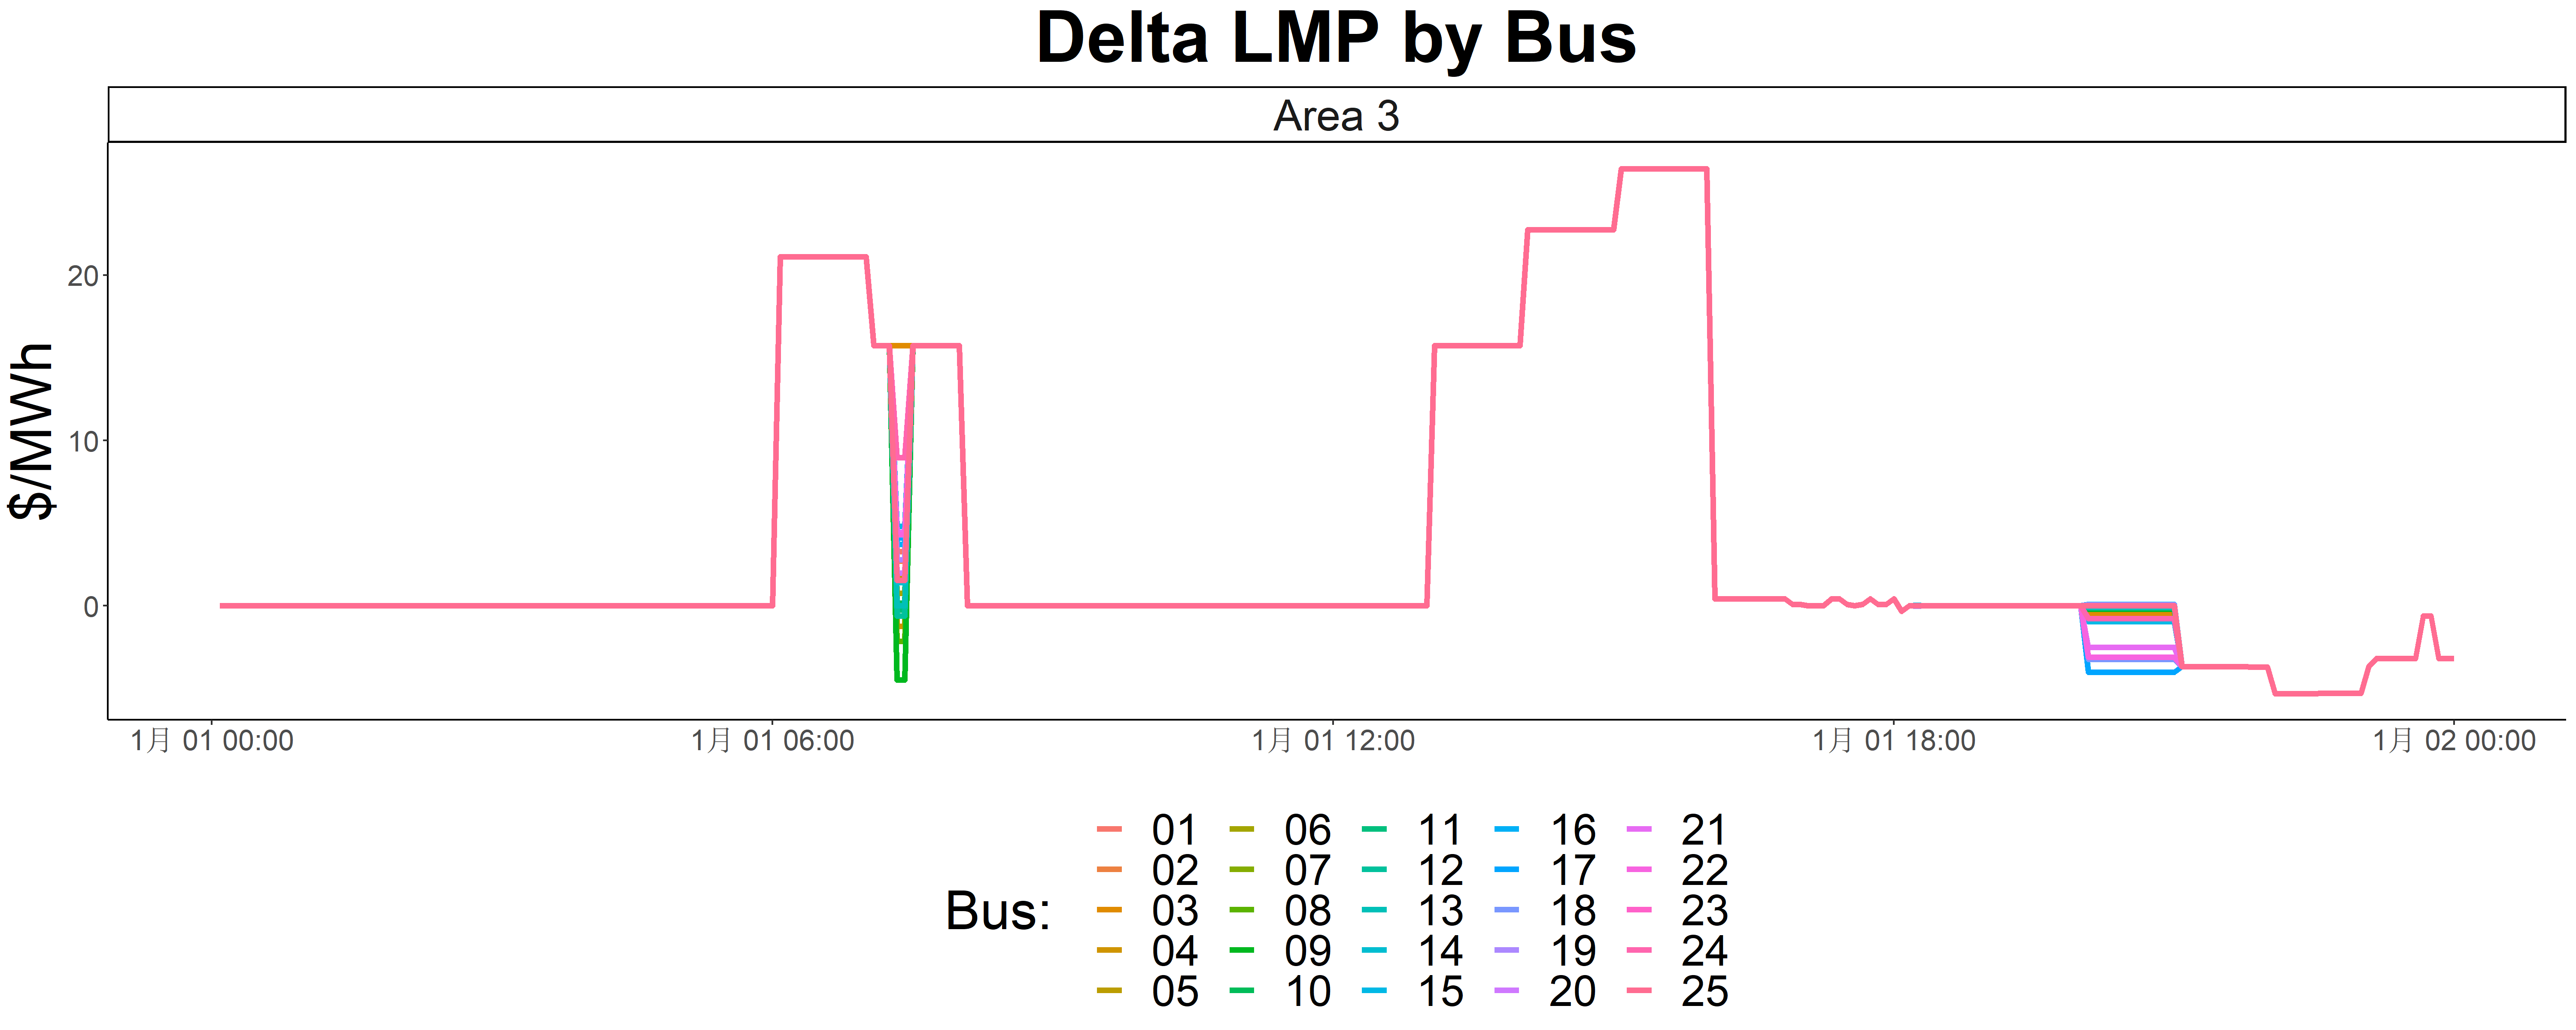 Delta LMP by Bus
Area 3
$/MWh
20
10
0
1月 01 00:00
1月 01 06:00
1月 01 12:00
1月 01 18:00
1月 02 00:00
Bus:
01 06 11 16 21
02 07 12 17 22
03 08 13 18 23
04 09 14 19 24
05 10 15 20 25